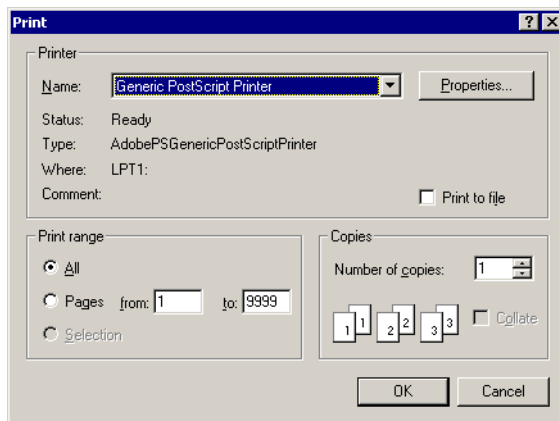 Print
Printer
Name: Generic PostScript Printer Properties...
Status: Ready
Type: AdobePSGenericPostScriptPrinter
Where: LPT1:
Comment: Print to file
Print range Copies
All Number of copies: 1
Pages from: 1 to: 9999
1 1 2 2 3 3 Collate
Selection
OK Cancel